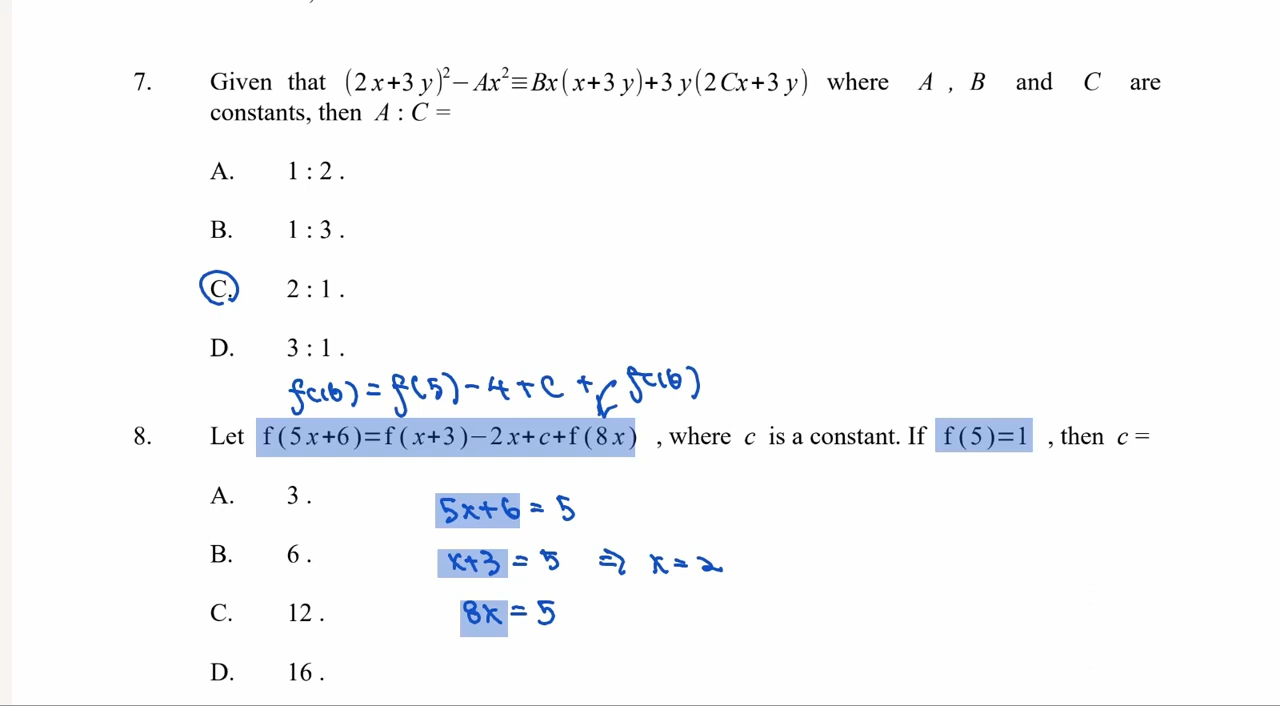 7. Given that (2x+3y)²−Ax²≡Bx(x+3y)+3y(2Cx+3y) where A , B and C are
constants, then A : C =
A. 1 : 2 .
B. 1 : 3 .
C. 2 : 1 .
D. 3 : 1 .
f(16) = f(5) - 4 + C + f(16)
8. Let f(5x+6)=f(x+3)−2x+c+f(8x) , where c is a constant. If f(5)=1 , then c =
A. 3 .
5x+6 = 5
B. 6 .
x+3 = 5 ⇒ x = 2
C. 12 .
8x = 5
D. 16 .